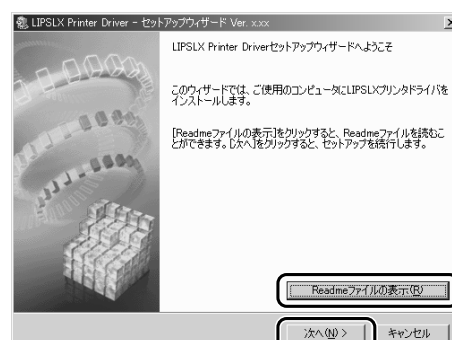 LIPSLX Printer Driver - セットアップウィザード Ver. x.xx
LIPSLX Printer Driverセットアップウィザードへようこそ
このウィザードでは、ご使用のコンピュータにLIPSLXプリンタドライバを
インストールします。
[Readmeファイルの表示]をクリックすると、Readmeファイルを読むこ
とができます。[次へ]をクリックすると、セットアップを続行します。
Readmeファイルの表示(R)
次へ(N) >
キャンセル